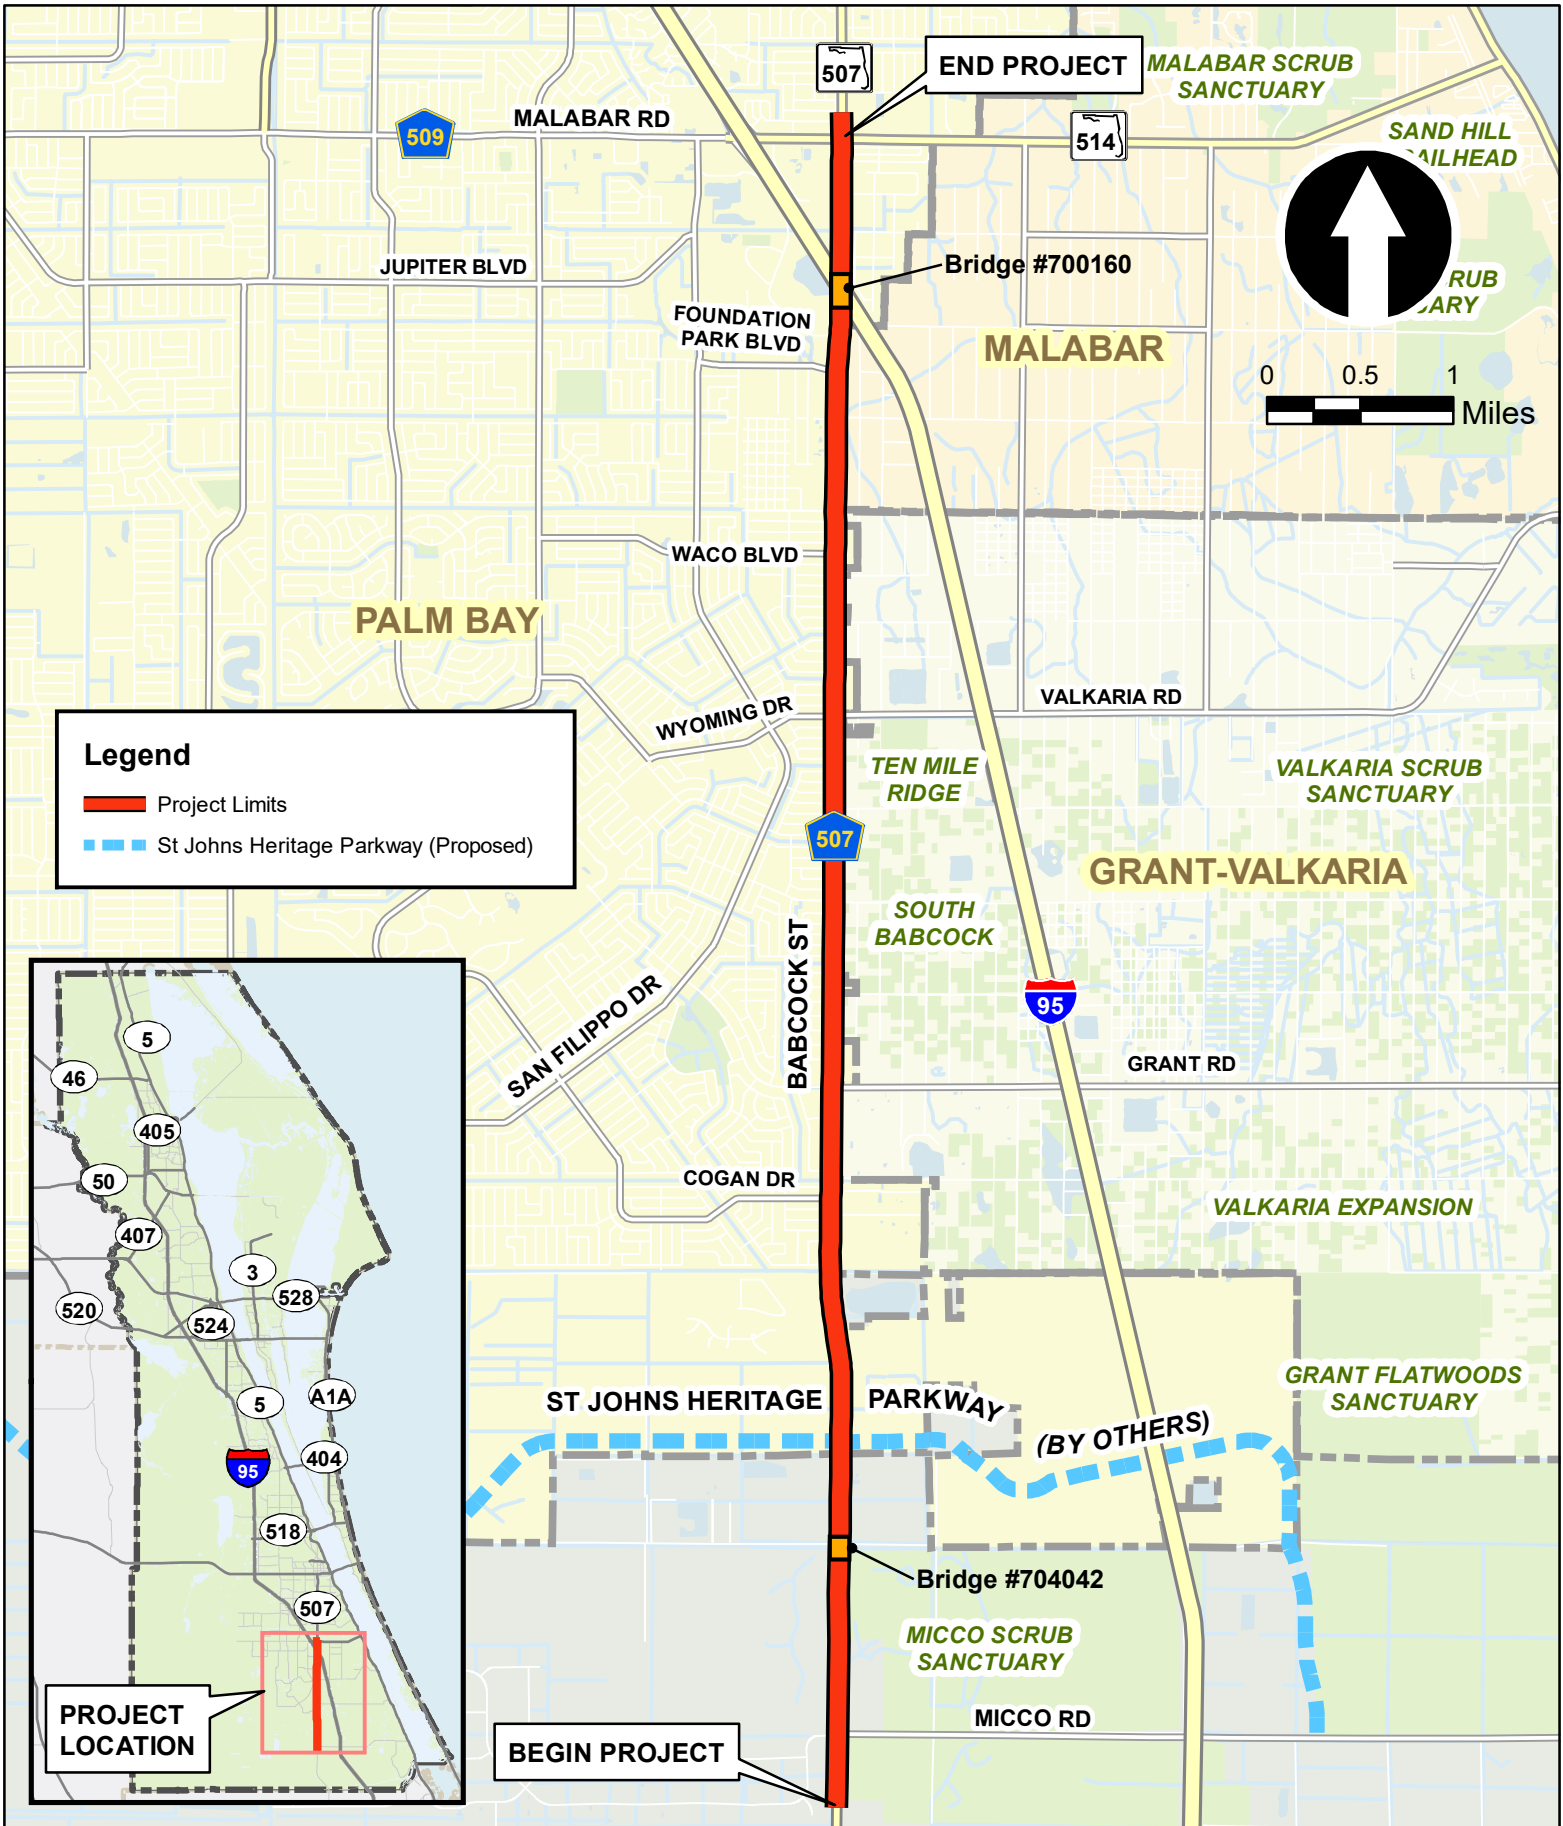 507
END PROJECT
MALABAR SCRUB
SANCTUARY
MALABAR RD
509
514
SAND HILL
AILHEAD
JUPITER BLVD
Bridge #700160
RUB
ARY
FOUNDATION
PARK BLVD
MALABAR
0 0.5 1
Miles
WACO BLVD
PALM BAY
VALKARIA RD
WYOMING DR
Legend
Project Limits
St Johns Heritage Parkway (Proposed)
TEN MILE
RIDGE
VALKARIA SCRUB
SANCTUARY
507
GRANT-VALKARIA
SOUTH
BABCOCK
BABCOCK ST
SAN FILIPPO DR
95
GRANT RD
COGAN DR
VALKARIA EXPANSION
GRANT FLATWOODS
SANCTUARY
ST JOHNS HERITAGE PARKWAY
(BY OTHERS)
Bridge #704042
MICCO SCRUB
SANCTUARY
MICCO RD
BEGIN PROJECT
5
46
405
50
407
3
528
520
524
5
A1A
404
95
518
507
PROJECT
LOCATION